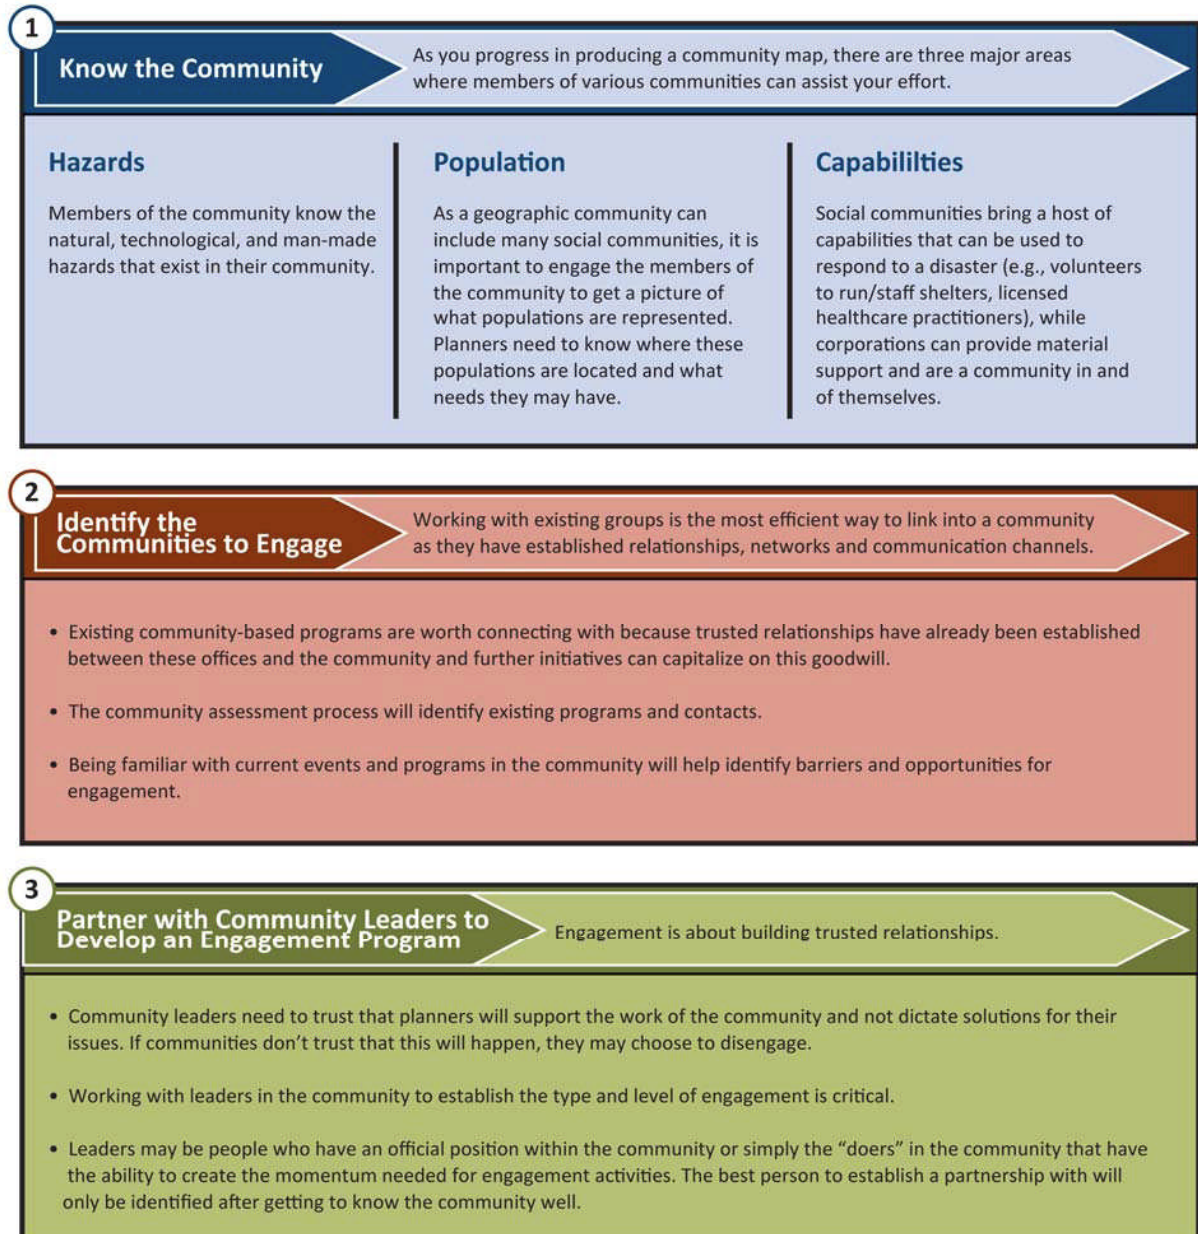 1
Know the Community
As you progress in producing a community map, there are three major areas
where members of various communities can assist your effort.
Hazards
Members of the community know the
natural, technological, and man-made
hazards that exist in their community.
Population
As a geographic community can
include many social communities, it is
important to engage the members of
the community to get a picture of
what populations are represented.
Planners need to know where these
populations are located and what
needs they may have.
Capabililties
Social communities bring a host of
capabilities that can be used to
respond to a disaster (e.g., volunteers
to run/staff shelters, licensed
healthcare practitioners), while
corporations can provide material
support and are a community in and
of themselves.
2
Identify the
Communities to Engage
Working with existing groups is the most efficient way to link into a community
as they have established relationships, networks and communication channels.
• Existing community-based programs are worth connecting with because trusted relationships have already been established
between these offices and the community and further initiatives can capitalize on this goodwill.
• The community assessment process will identify existing programs and contacts.
• Being familiar with current events and programs in the community will help identify barriers and opportunities for
engagement.
3
Partner with Community Leaders to
Develop an Engagement Program
Engagement is about building trusted relationships.
• Community leaders need to trust that planners will support the work of the community and not dictate solutions for their
issues. If communities don't trust that this will happen, they may choose to disengage.
• Working with leaders in the community to establish the type and level of engagement is critical.
• Leaders may be people who have an official position within the community or simply the “doers” in the community that have
the ability to create the momentum needed for engagement activities. The best person to establish a partnership with will
only be identified after getting to know the community well.